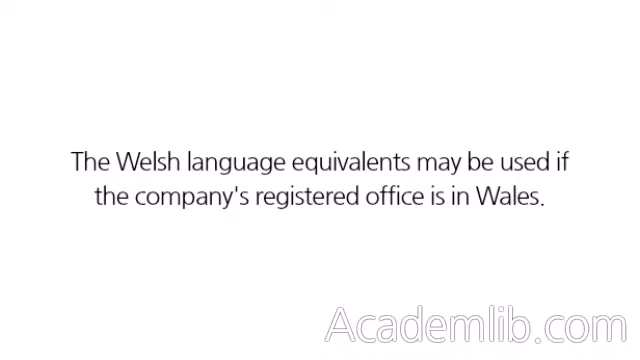 The Welsh language equivalents may be used if
the company's registered office is in Wales.
Academlib.com